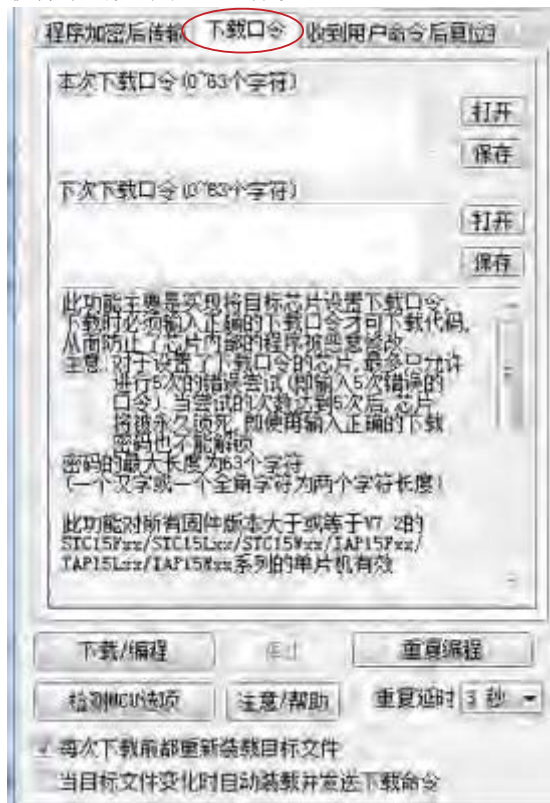 程序加密后传输 下载口令 收到用户命令后复位到
本次下载口令(0~63个字符)
打开
保存
下次下载口令(0~63个字符)
打开
保存
此功能主要是实现将目标芯片设置下载口令,
下载时必须输入正确的下载口令才可下载代码,
从而防止了芯片内部的程序被恶意修改
注意:对于设置了下载口令的芯片,最多只允许
进行5次的错误尝试(即输入5次错误的
口令),当尝试的次数达到5次后,芯片
将被永久锁死,即使用输入正确的下载
密码也不能解锁
密码的最大长度为63个字符
(一个汉字或一个全角字符为两个字符长度)
此功能对所有固件版本大于或等于V7.2的
STC15Fxx/STC15Lxx/STC15Wxx/IAP15Fxx/
IAP15Lxx/IAP15Wxx系列的单片机有效
下载/编程 停止 重复编程
检测MCU选项 注意/帮助 重复延时 3 秒
每次下载前都重新装载目标文件
当目标文件变化时自动装载并发送下载命令